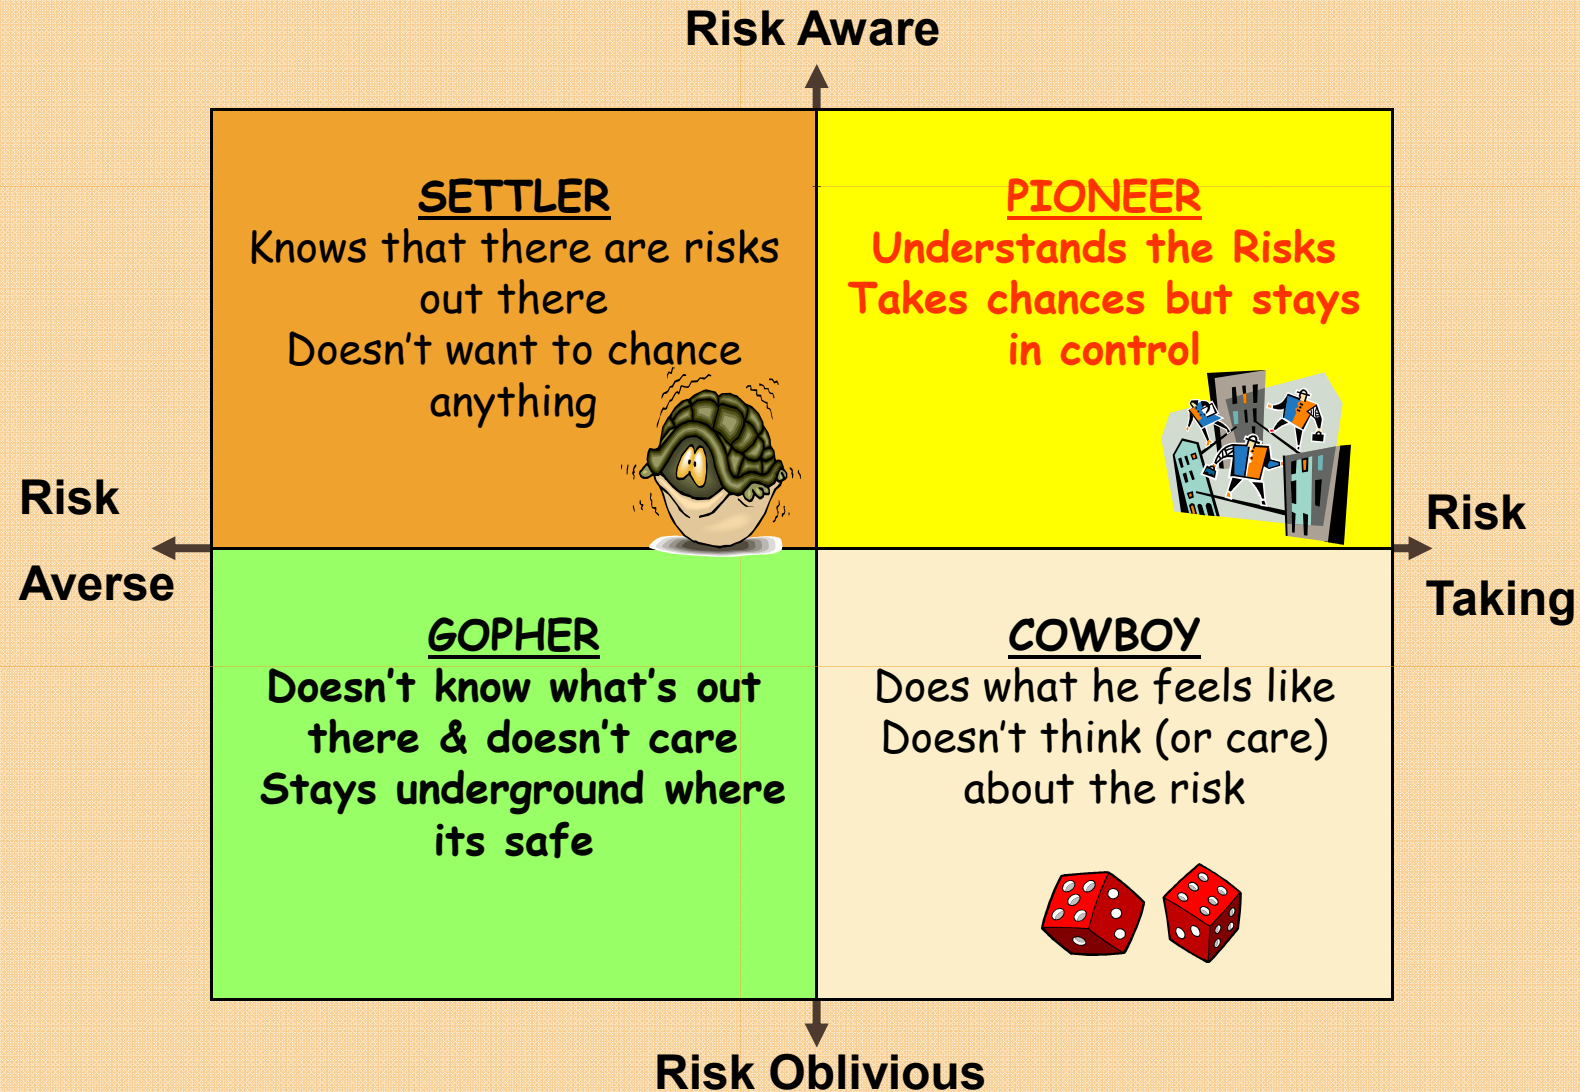 Risk Aware
SETTLER
Knows that there are risks
out there
Doesn't want to chance
anything
PIONEER
Understands the Risks
Takes chances but stays
in control
Risk
Averse
Risk
Taking
GOPHER
Doesn't know what's out
there & doesn't care
Stays underground where
its safe
COWBOY
Does what he feels like
Doesn't think (or care)
about the risk
Risk Oblivious